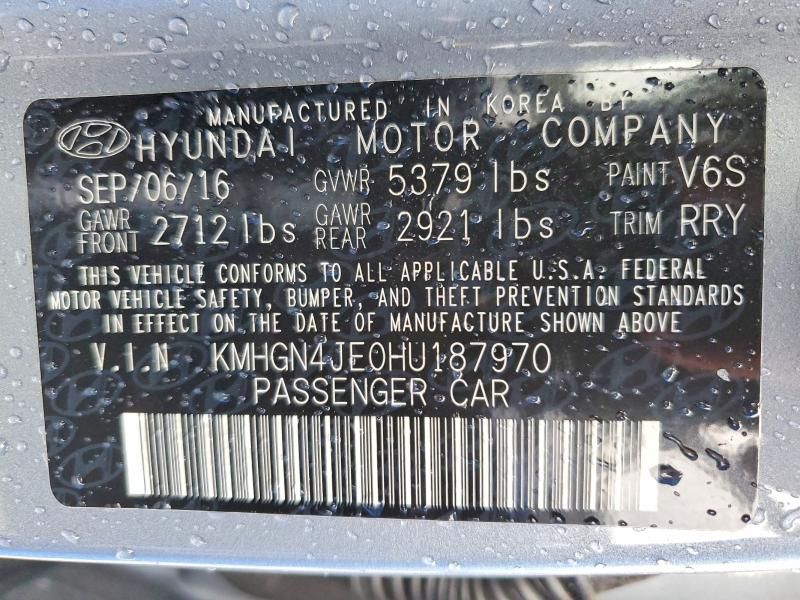 MANUFACTURED IN KOREA BY
HYUNDAI MOTOR COMPANY
SEP/06/16 GVWR 5379 lbs PAINT V6S
GAWR FRONT 2712 lbs GAWR REAR 2921 lbs TRIM RRY
THIS VEHICLE CONFORMS TO ALL APPLICABLE U.S.A. FEDERAL
MOTOR VEHICLE SAFETY, BUMPER, AND THEFT PREVENTION STANDARDS
IN EFFECT ON THE DATE OF MANUFACTURE SHOWN ABOVE
V.I.N KMHGN4JE0HU187970
PASSENGER CAR